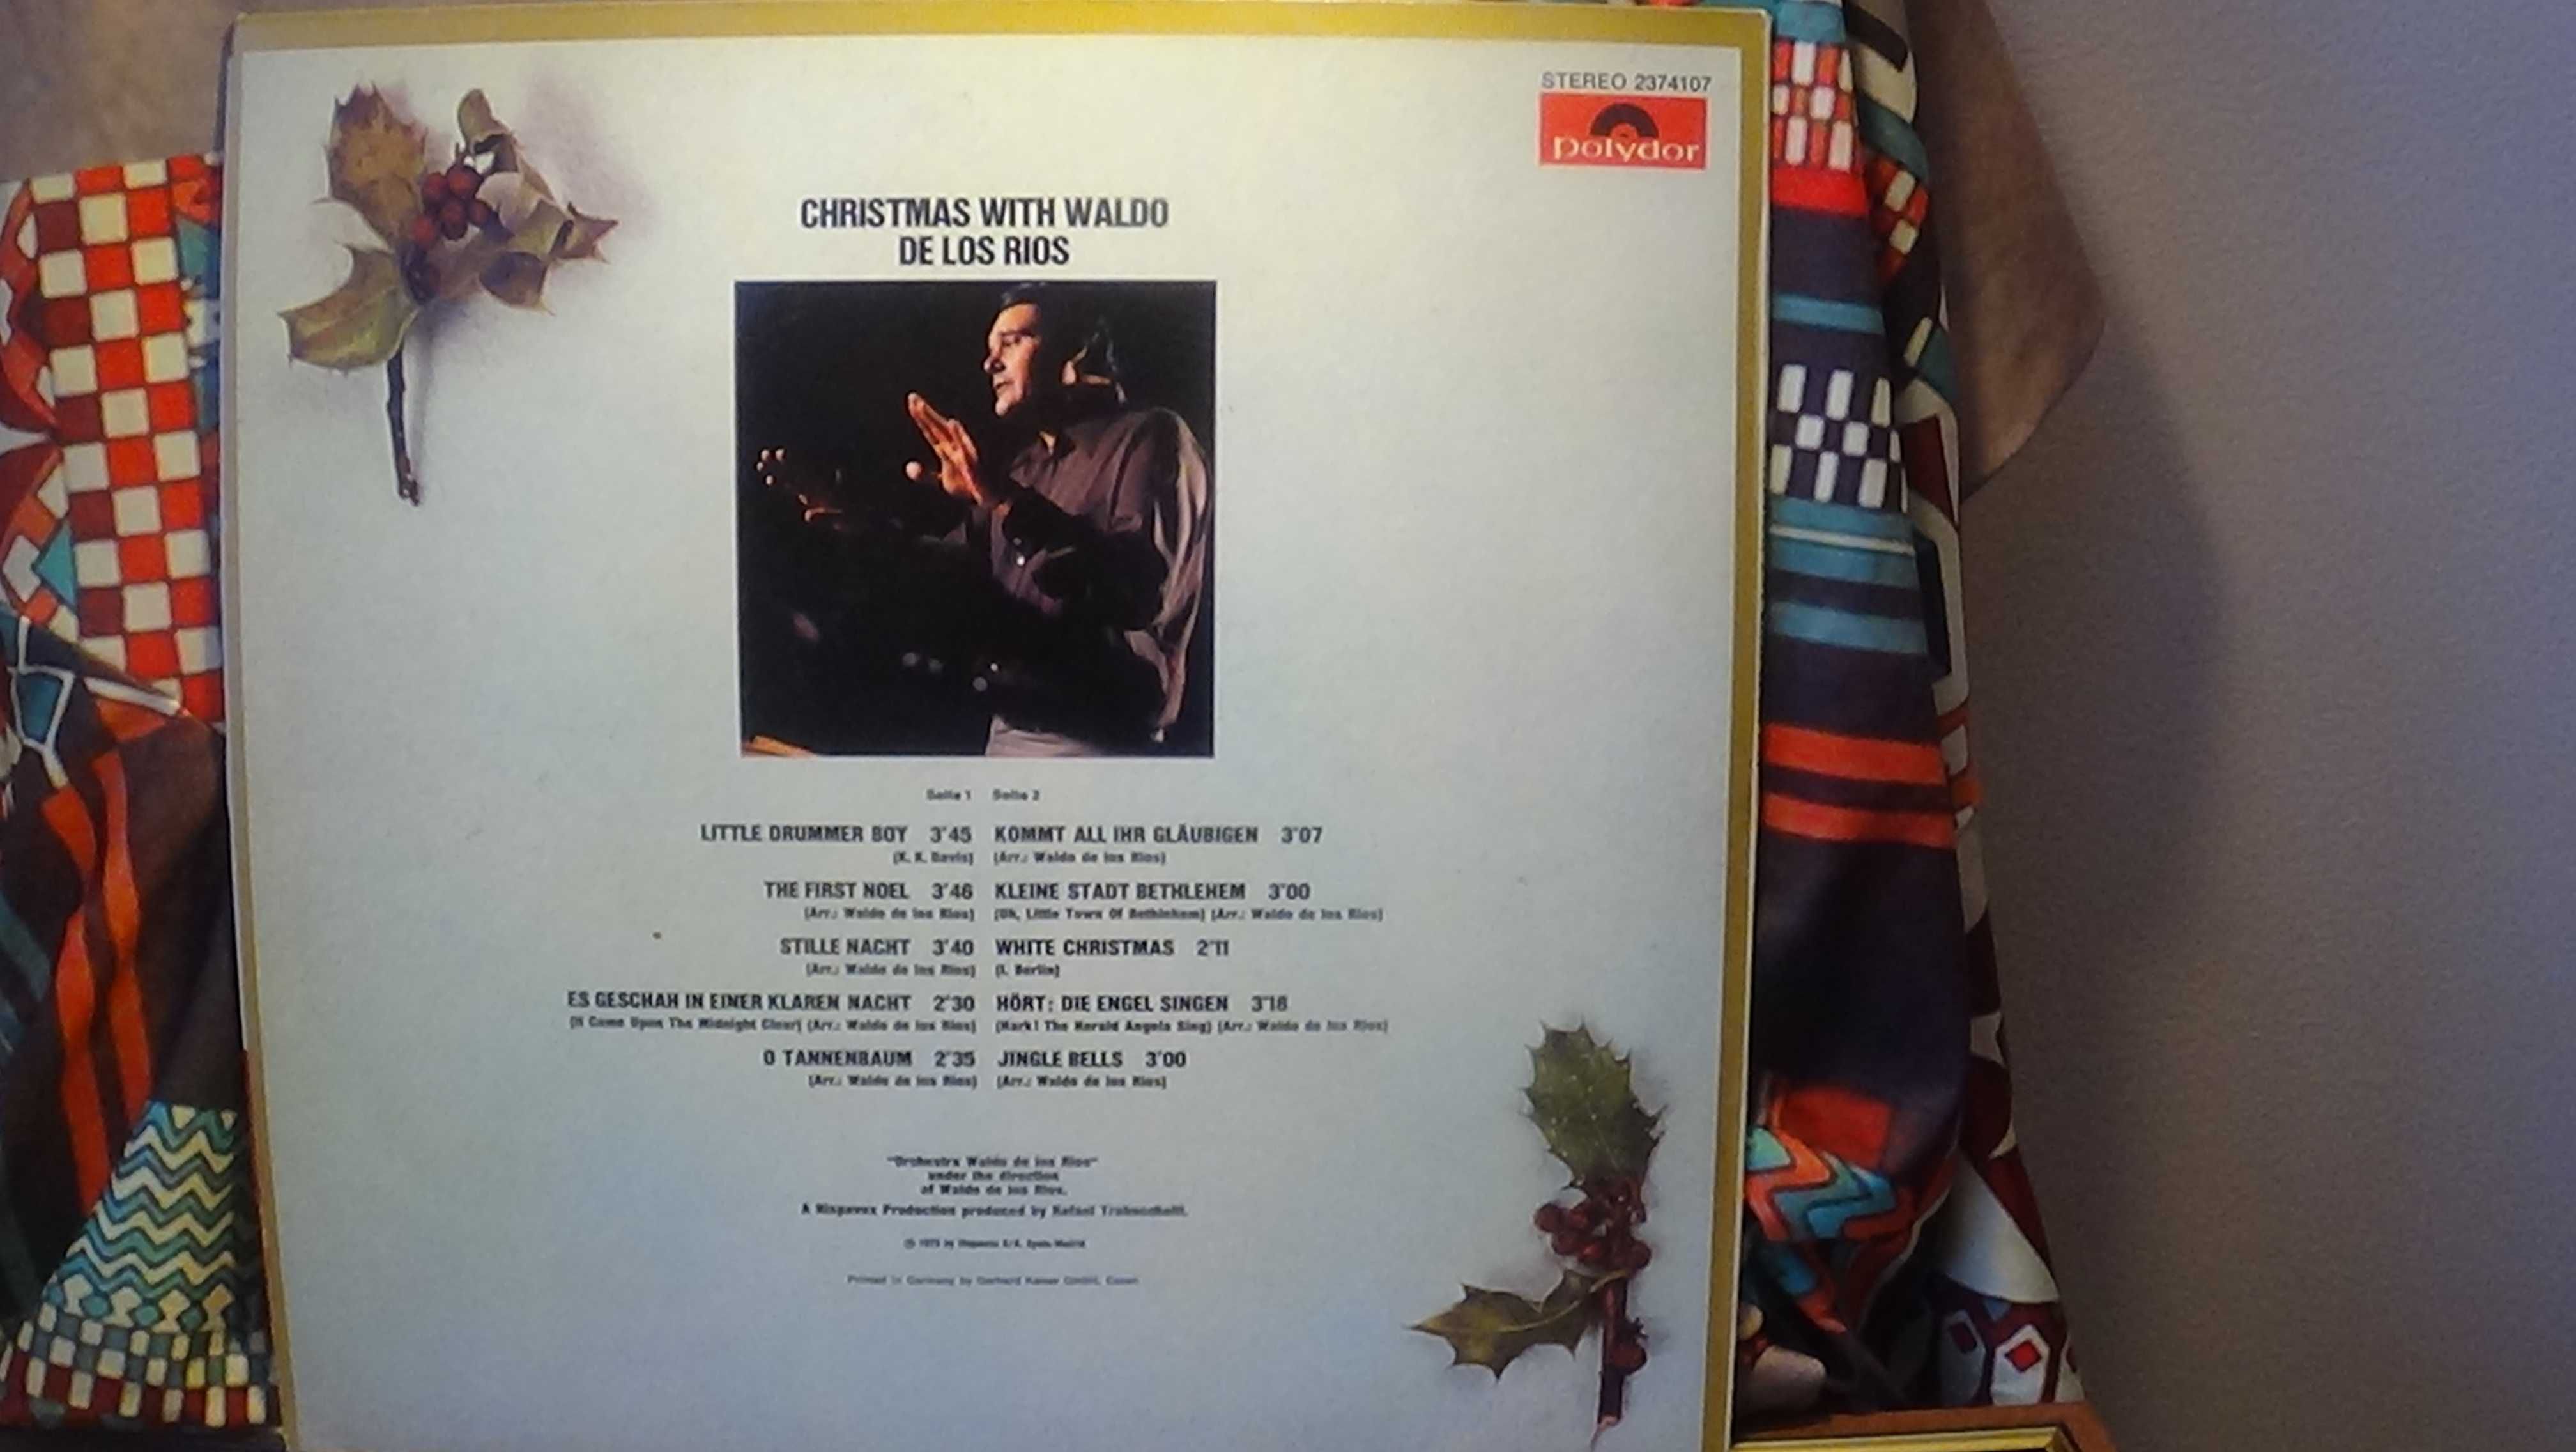 STEREO 2374107
polydor
CHRISTMAS WITH WALDO
DE LOS RIOS
Seite 1
LITTLE DRUMMER BOY 3'45
(K. K. Davis)
THE FIRST NOEL 3'46
(Arr.: Waldo de los Rios)
STILLE NACHT 3'40
(Arr.: Waldo de los Rios)
ES GESCHAH IN EINER KLAREN NACHT 2'30
(It Came Upon The Midnight Clear) (Arr.: Waldo de los Rios)
O TANNENBAUM 2'35
(Arr.: Waldo de los Rios)
Seite 2
KOMMT ALL IHR GLÄUBIGEN 3'07
(Arr.: Waldo de los Rios)
KLEINE STADT BETHLEHEM 3'00
(Oh, Little Town Of Bethlehem) (Arr.: Waldo de los Rios)
WHITE CHRISTMAS 2'11
(I. Berlin)
HÖRT: DIE ENGEL SINGEN 3'18
(Hark! The Herald Angels Sing) (Arr.: Waldo de los Rios)
JINGLE BELLS 3'00
(Arr.: Waldo de los Rios)
"Orchestra Waldo de los Rios"
under the direction
of Waldo de los Rios.
A Hispavox Production produced by Rafael Trabucchelli.
by Hispavox S/A. Madrid
Printed in Germany by Gerhard Kaiser GmbH, Essen